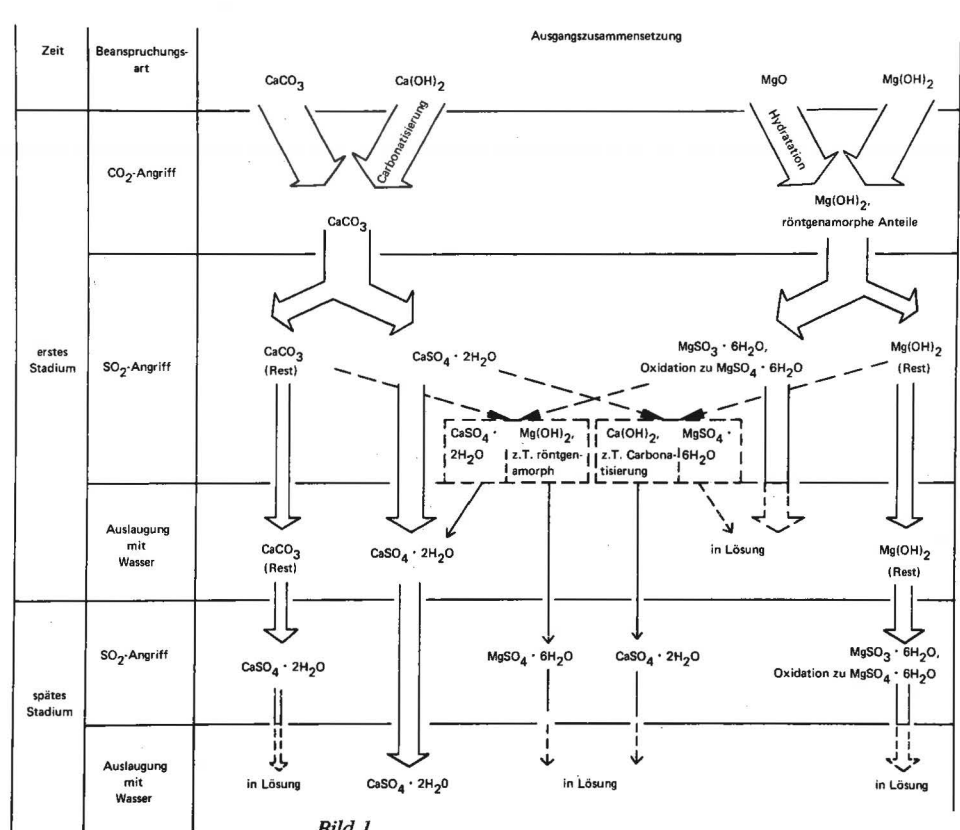 Ausgangszusammensetzung
Zeit
Beanspruchungs-
art
CaCO3
Ca(OH)2
MgO
Mg(OH)2
Carbonatisierung
Hydratation
CO2-Angriff
CaCO3
Mg(OH)2,
röntgenamorphe Anteile
erstes
Stadium
SO2-Angriff
CaCO3
(Rest)
CaSO4 · 2H2O
MgSO3 · 6H2O,
Oxidation zu MgSO4 · 6H2O
Mg(OH)2
(Rest)
CaSO4 ·
2H2O
Mg(OH)2,
z.T. röntgen-
amorph
Ca(OH)2,
z.T. Carbona-
tisierung
MgSO4 ·
6H2O
Auslaugung
mit
Wasser
CaCO3
(Rest)
CaSO4 · 2H2O
in Lösung
Mg(OH)2
(Rest)
spätes
Stadium
SO2-Angriff
CaSO4 · 2H2O
MgSO4 · 6H2O
CaSO4 · 2H2O
MgSO3 · 6H2O,
Oxidation zu MgSO4 · 6H2O
Auslaugung
mit
Wasser
in Lösung
CaSO4 · 2H2O
in Lösung
in Lösung
Bild 1